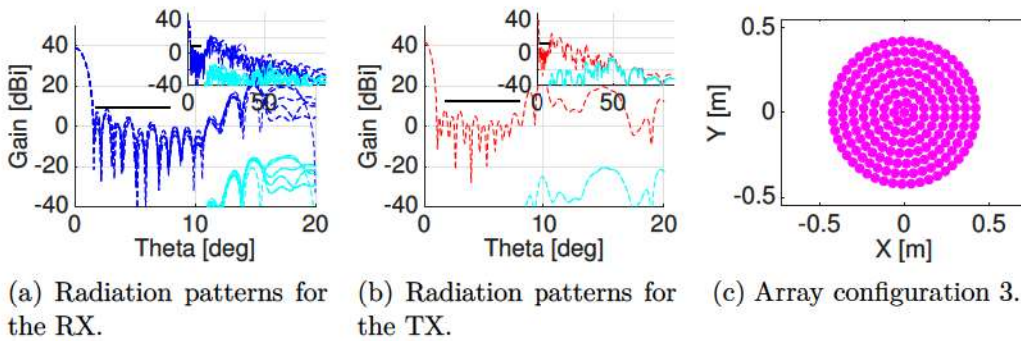 40
20
0
-20
-40
0
10
20
Theta [deg]
Gain [dBi]
40
0
-40
0
50
40
20
0
-20
-40
0
10
20
Theta [deg]
Gain [dBi]
40
0
-40
0
50
0.5
0
-0.5
-0.5
0
0.5
X [m]
Y [m]
(a) Radiation patterns for
the RX.
(b) Radiation patterns for
the TX.
(c) Array configuration 3.